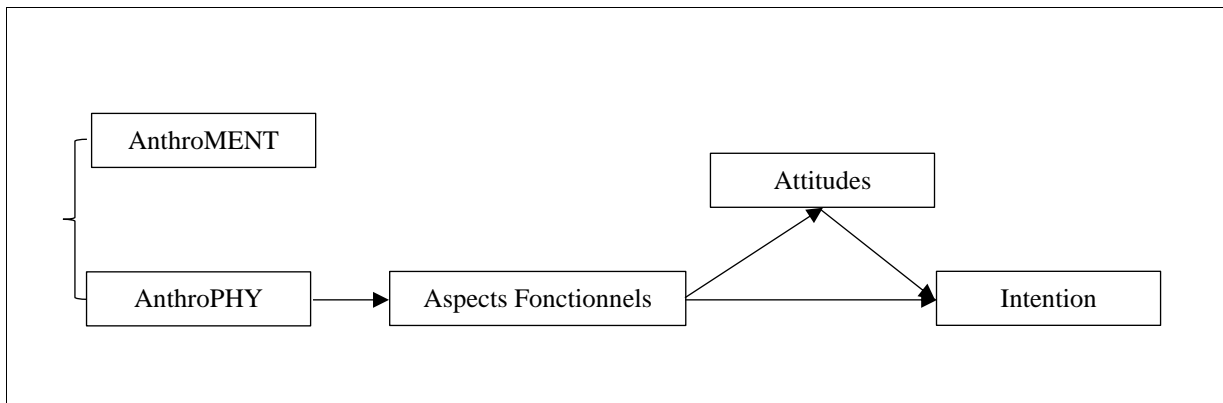 AnthroMENT
Attitudes
AnthroPHY
Aspects Fonctionnels
Intention